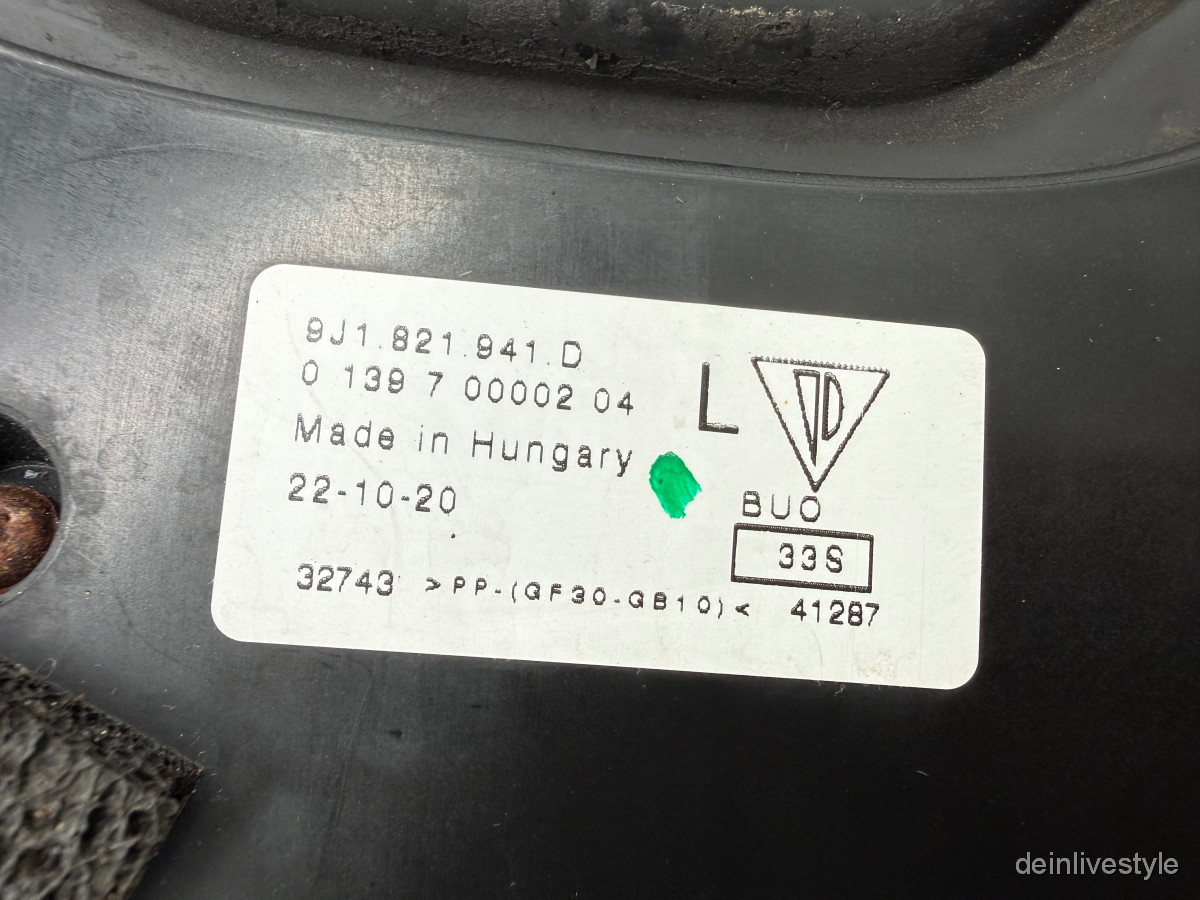 9J1.821.941.D
0 139 7 00002 04
Made in Hungary
22-10-20
L
BUO
33S
32743 >PP-(GF30-GB10)< 41287
deinlivestyle